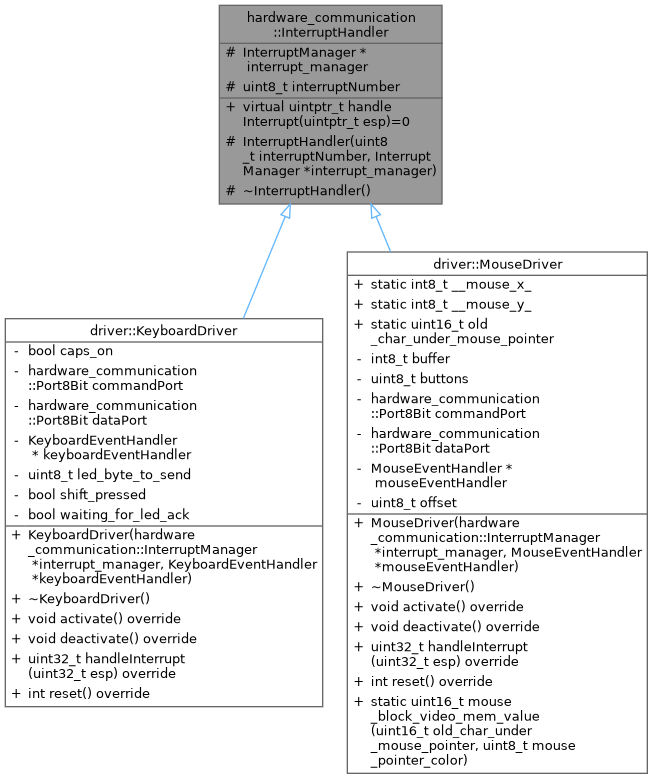 hardware_communication
::InterruptHandler
# InterruptManager *
interrupt_manager
# uint8_t interruptNumber
+ virtual uintptr_t handle
Interrupt(uintptr_t esp)=0
# InterruptHandler(uint8
_t interruptNumber, Interrupt
Manager *interrupt_manager)
# ~InterruptHandler()
driver::KeyboardDriver
- bool caps_on
- hardware_communication
::Port8Bit commandPort
- hardware_communication
::Port8Bit dataPort
- KeyboardEventHandler
* keyboardEventHandler
- uint8_t led_byte_to_send
- bool shift_pressed
- bool waiting_for_led_ack
+ KeyboardDriver(hardware
_communication::InterruptManager
*interrupt_manager, KeyboardEventHandler
*keyboardEventHandler)
+ ~KeyboardDriver()
+ void activate() override
+ void deactivate() override
+ uint32_t handleInterrupt
(uint32_t esp) override
+ int reset() override
driver::MouseDriver
+ static int8_t __mouse_x_
+ static int8_t __mouse_y_
+ static uint16_t old
_char_under_mouse_pointer
- int8_t buffer
- uint8_t buttons
- hardware_communication
::Port8Bit commandPort
- hardware_communication
::Port8Bit dataPort
- MouseEventHandler *
mouseEventHandler
- uint8_t offset
+ MouseDriver(hardware
_communication::InterruptManager
*interrupt_manager, MouseEventHandler
*mouseEventHandler)
+ ~MouseDriver()
+ void activate() override
+ void deactivate() override
+ uint32_t handleInterrupt
(uint32_t esp) override
+ int reset() override
+ static uint16_t mouse
_block_video_mem_value
(uint16_t old_char_under
_mouse_pointer, uint8_t mouse
_pointer_color)